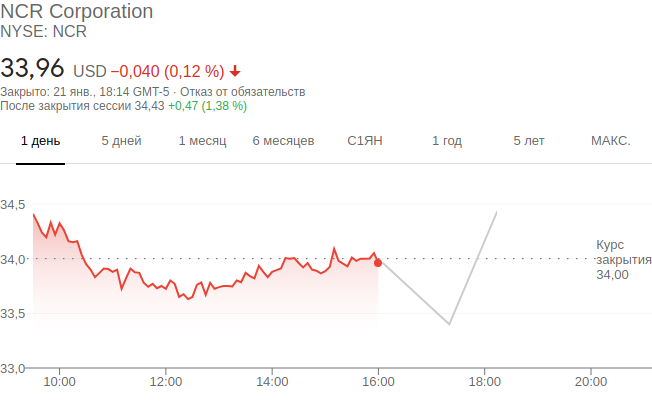 NCR Corporation
NYSE: NCR
33,96 USD −0,040 (0,12 %)
Закрыто: 21 янв., 18:14 GMT-5 · Отказ от обязательств
После закрытия сессии 34,43 +0,47 (1,38 %)
1 день 5 дней 1 месяц 6 месяцев С1ЯН 1 год 5 лет МАКС.
34,5
34,0
33,5
33,0
Курс
закрытия
34,00
10:00 12:00 14:00 16:00 18:00 20:00